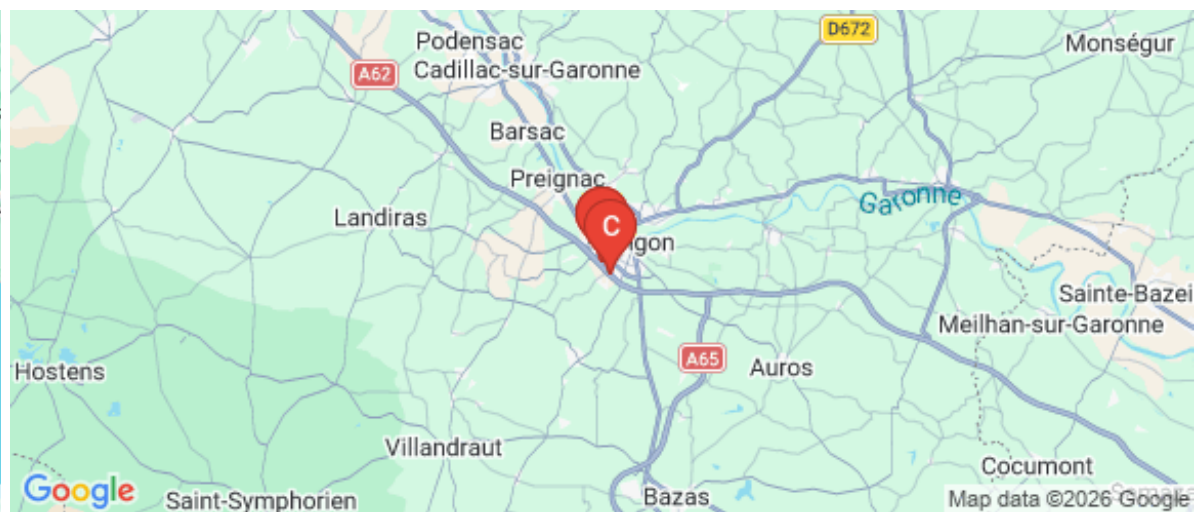 D672
Podensac
Monségur
A62
Cadillac-sur-Garonne
Barsac
Preignac
Garonne
Landiras
C
ngon
Sainte-Bazei
Meilhan-sur-Garonne
A65
Auros
Hostens
Villandraut
Cocumont
Google
Saint-Symphorien
Bazas
Map data ©2026 Google